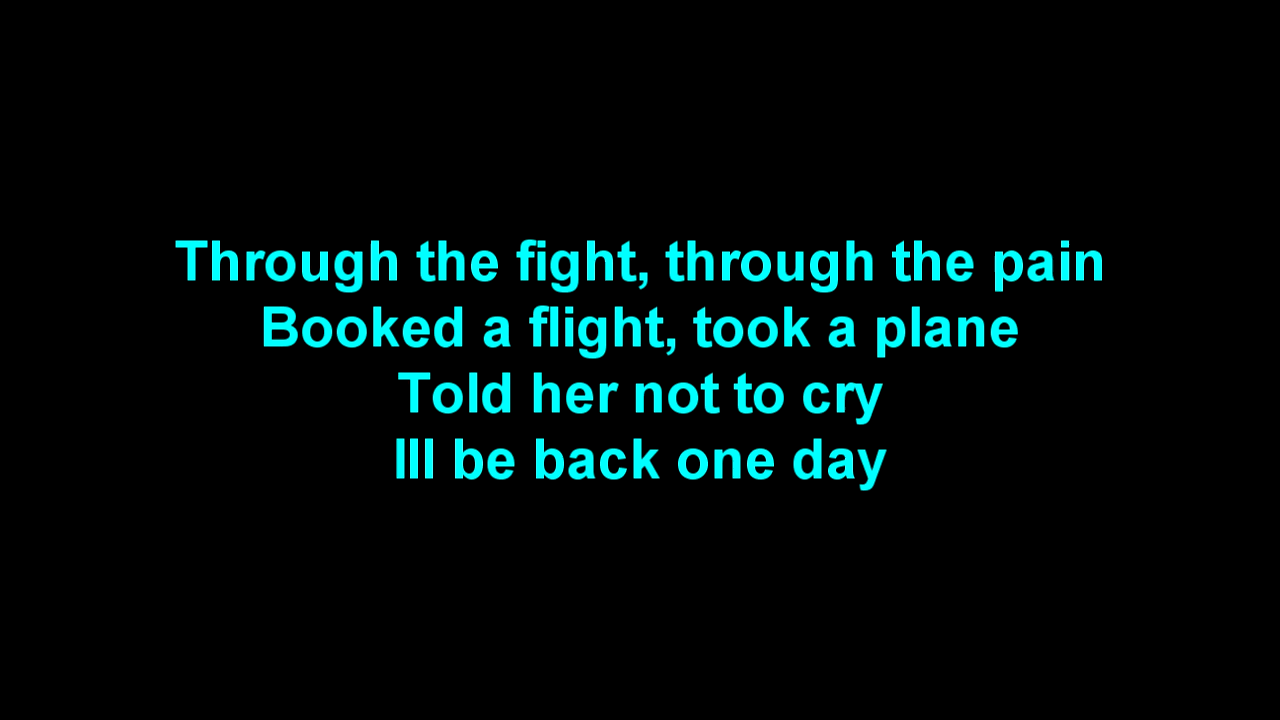 Through the fight, through the pain
Booked a flight, took a plane
Told her not to cry
Ill be back one day